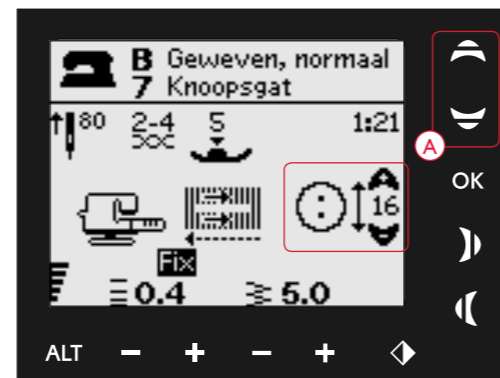 B Geweven, normaal
7 Knoopsgat
80 2-4 5 1:21
A
OK
16
Fix
0.4 5.0
ALT - + - +